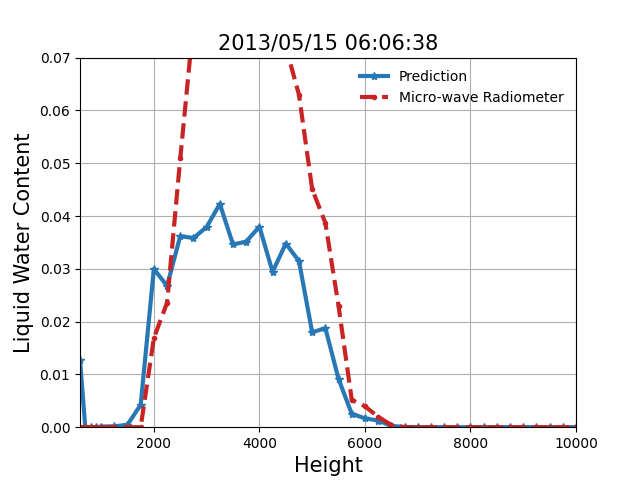 2013/05/15 06:06:38
0.07
0.06
0.05
0.04
0.03
0.02
0.01
0.00
Liquid Water Content
Prediction
Micro-wave Radiometer
2000 4000 6000 8000 10000
Height